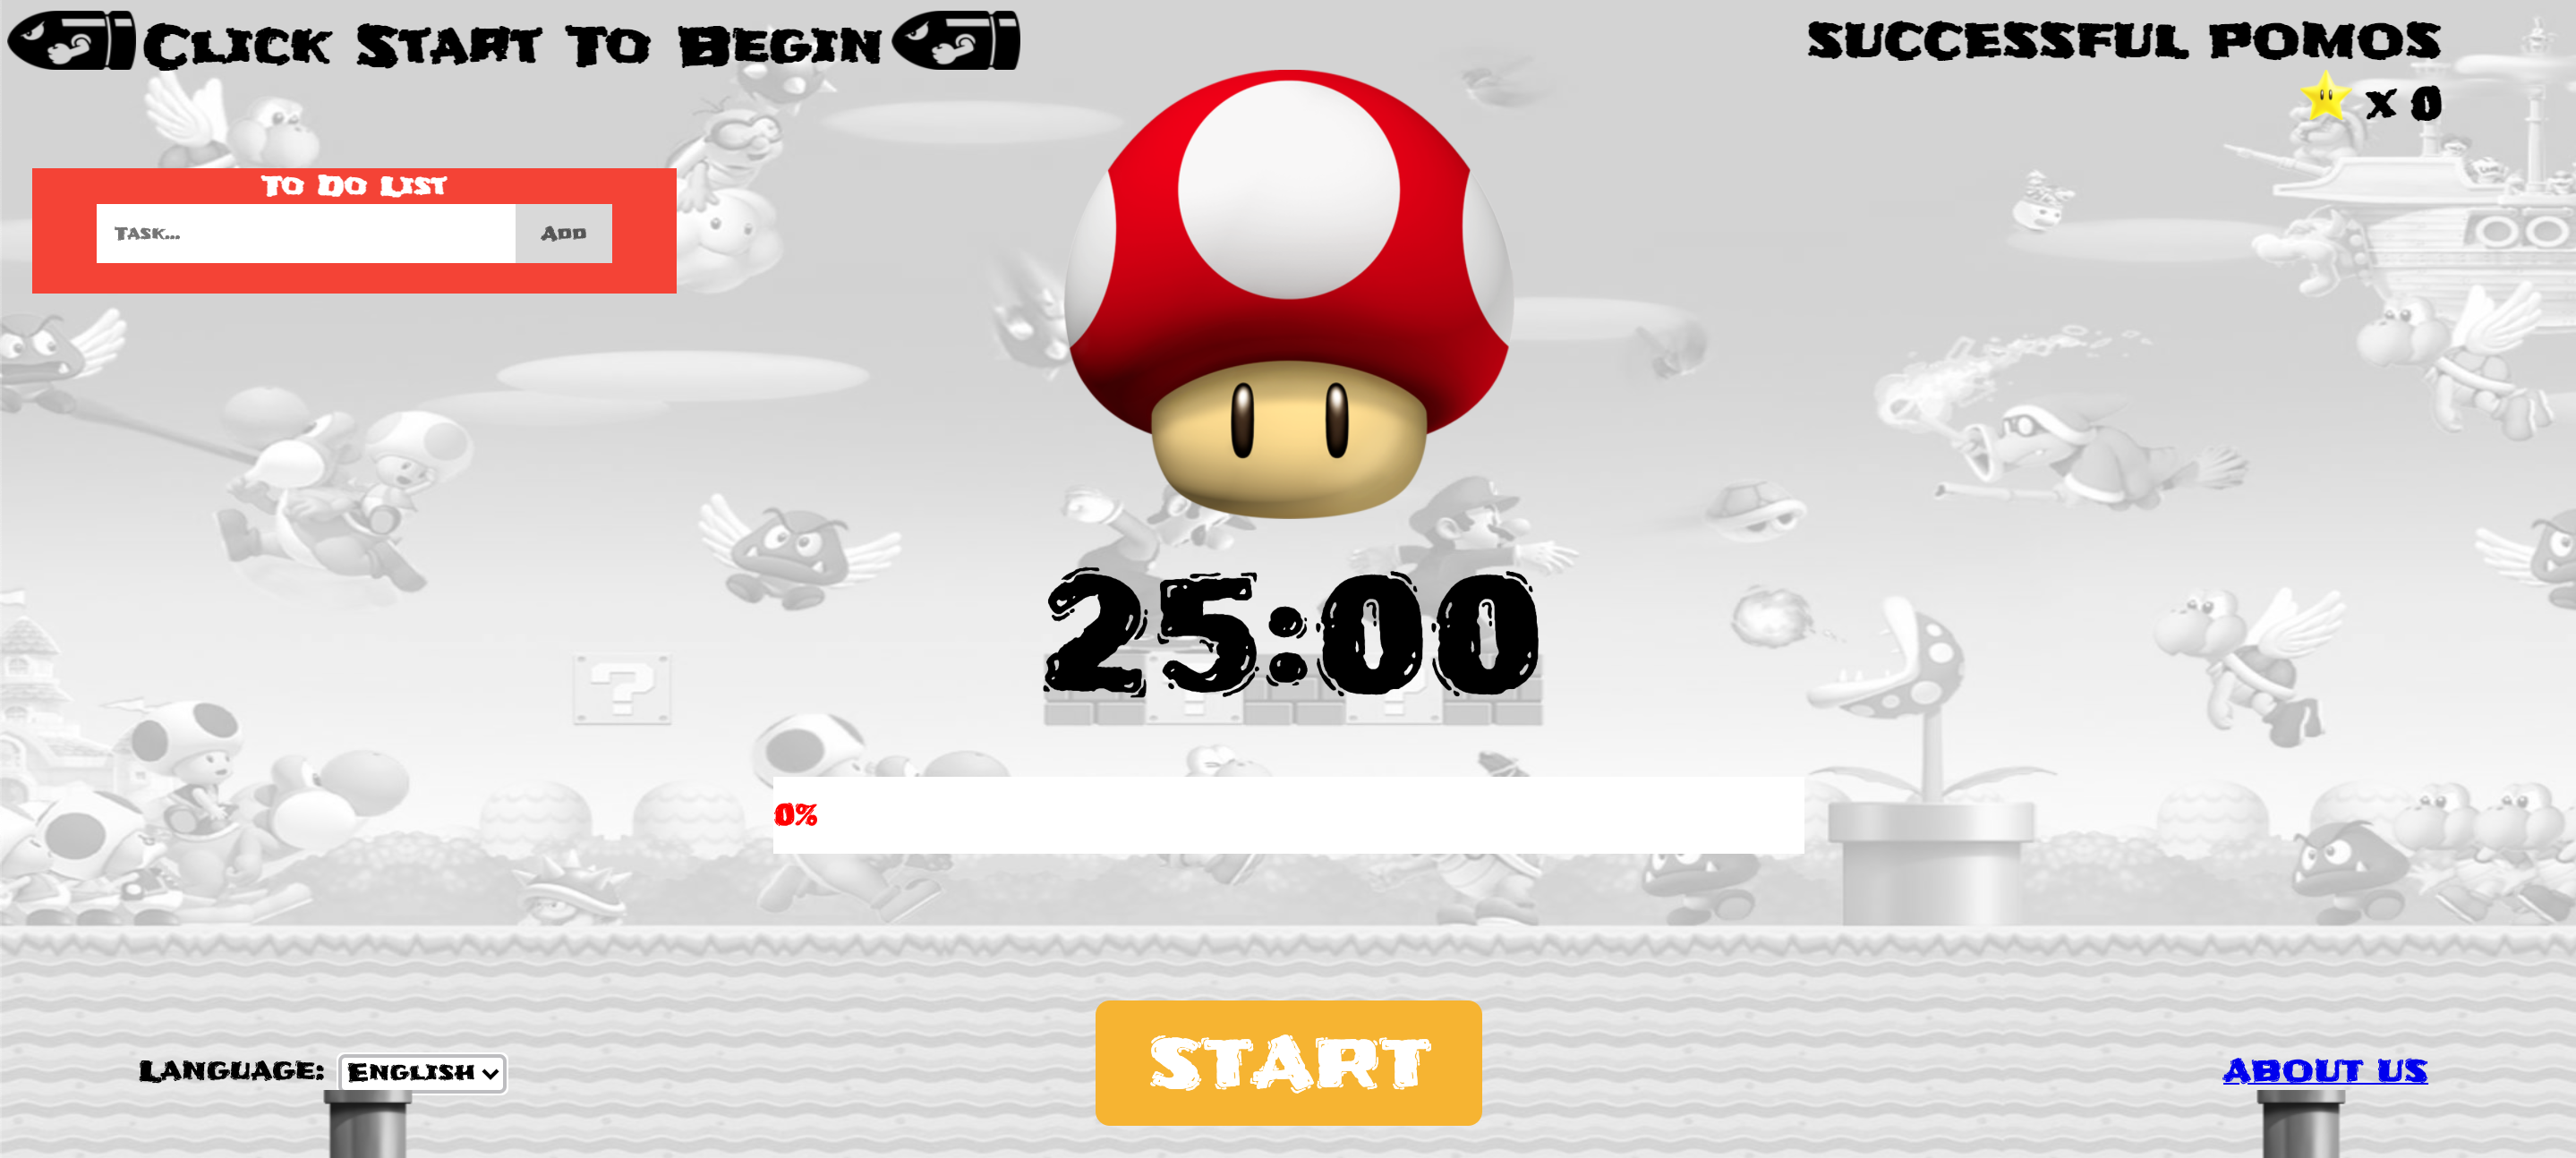 Click Start To Begin
SUCCESSFUL POMOS
x 0
To Do List
Task...
Add
25:00
0%
START
Language: English
ABOUT US